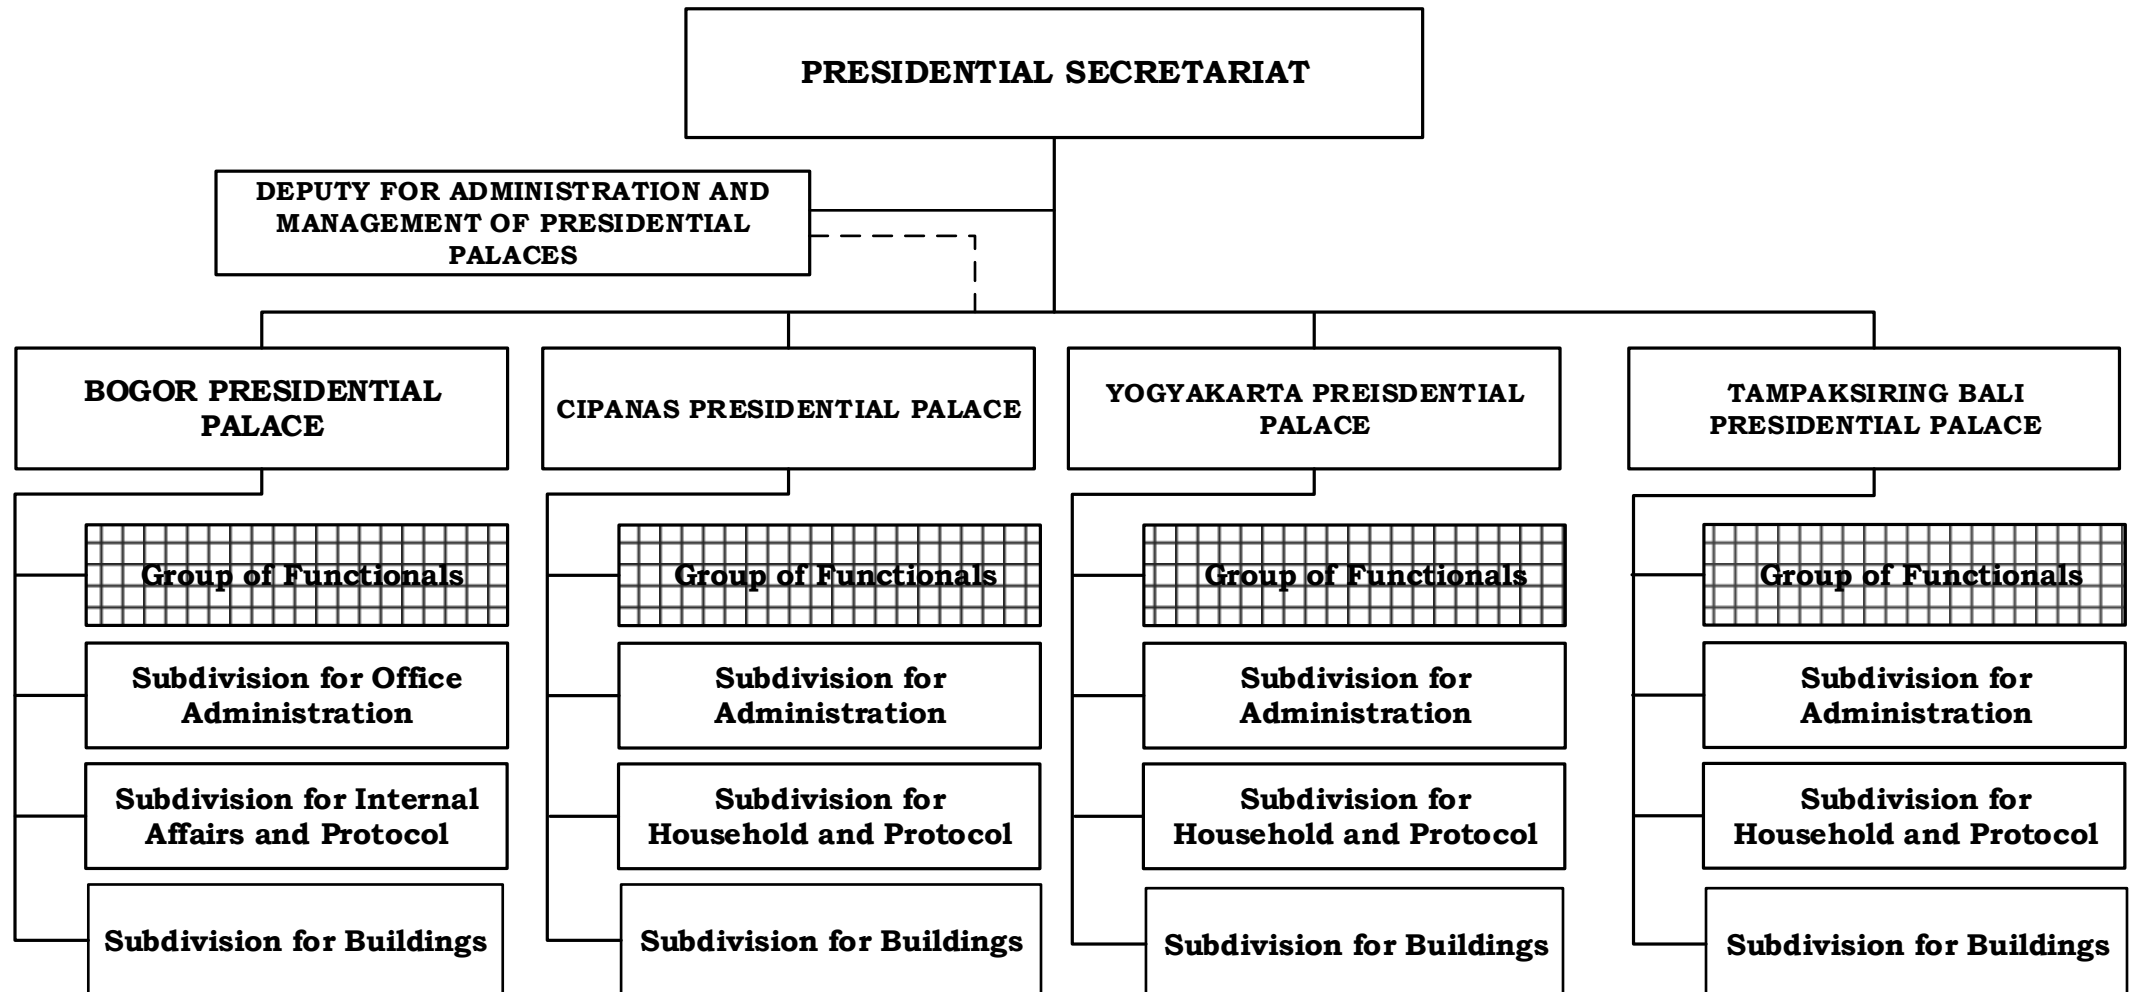 PRESIDENTIAL SECRETARIAT
DEPUTY FOR ADMINISTRATION AND
MANAGEMENT OF PRESIDENTIAL
PALACES
BOGOR PRESIDENTIAL
PALACE
CIPANAS PRESIDENTIAL PALACE
YOGYAKARTA PREISDENTIAL
PALACE
TAMPAKSIRING BALI
PRESIDENTIAL PALACE
Group of Functionals
Group of Functionals
Group of Functionals
Group of Functionals
Subdivision for Office
Administration
Subdivision for
Administration
Subdivision for
Administration
Subdivision for
Administration
Subdivision for Internal
Affairs and Protocol
Subdivision for
Household and Protocol
Subdivision for
Household and Protocol
Subdivision for
Household and Protocol
Subdivision for Buildings
Subdivision for Buildings
Subdivision for Buildings
Subdivision for Buildings